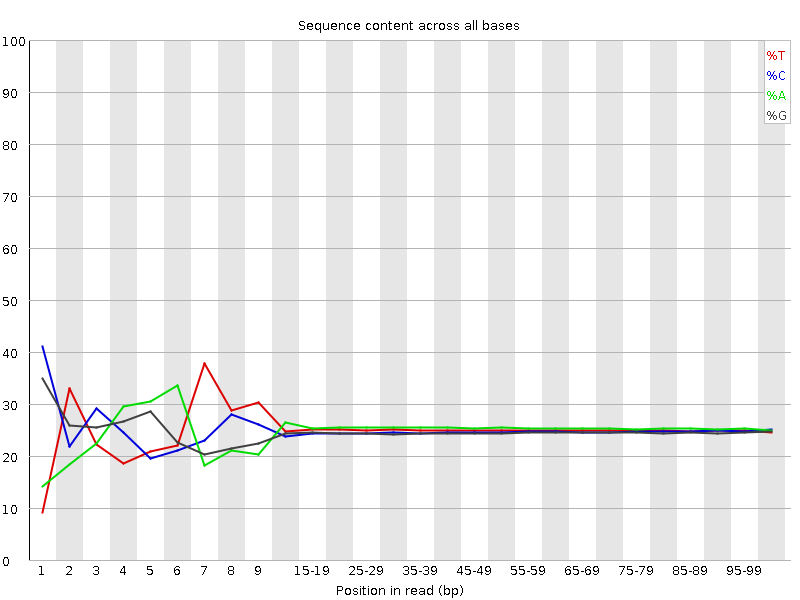 Sequence content across all bases
100
90
80
70
60
50
40
30
20
10
0
%T
%C
%A
%G
1 2 3 4 5 6 7 8 9 15-19 25-29 35-39 45-49 55-59 65-69 75-79 85-89 95-99
Position in read (bp)